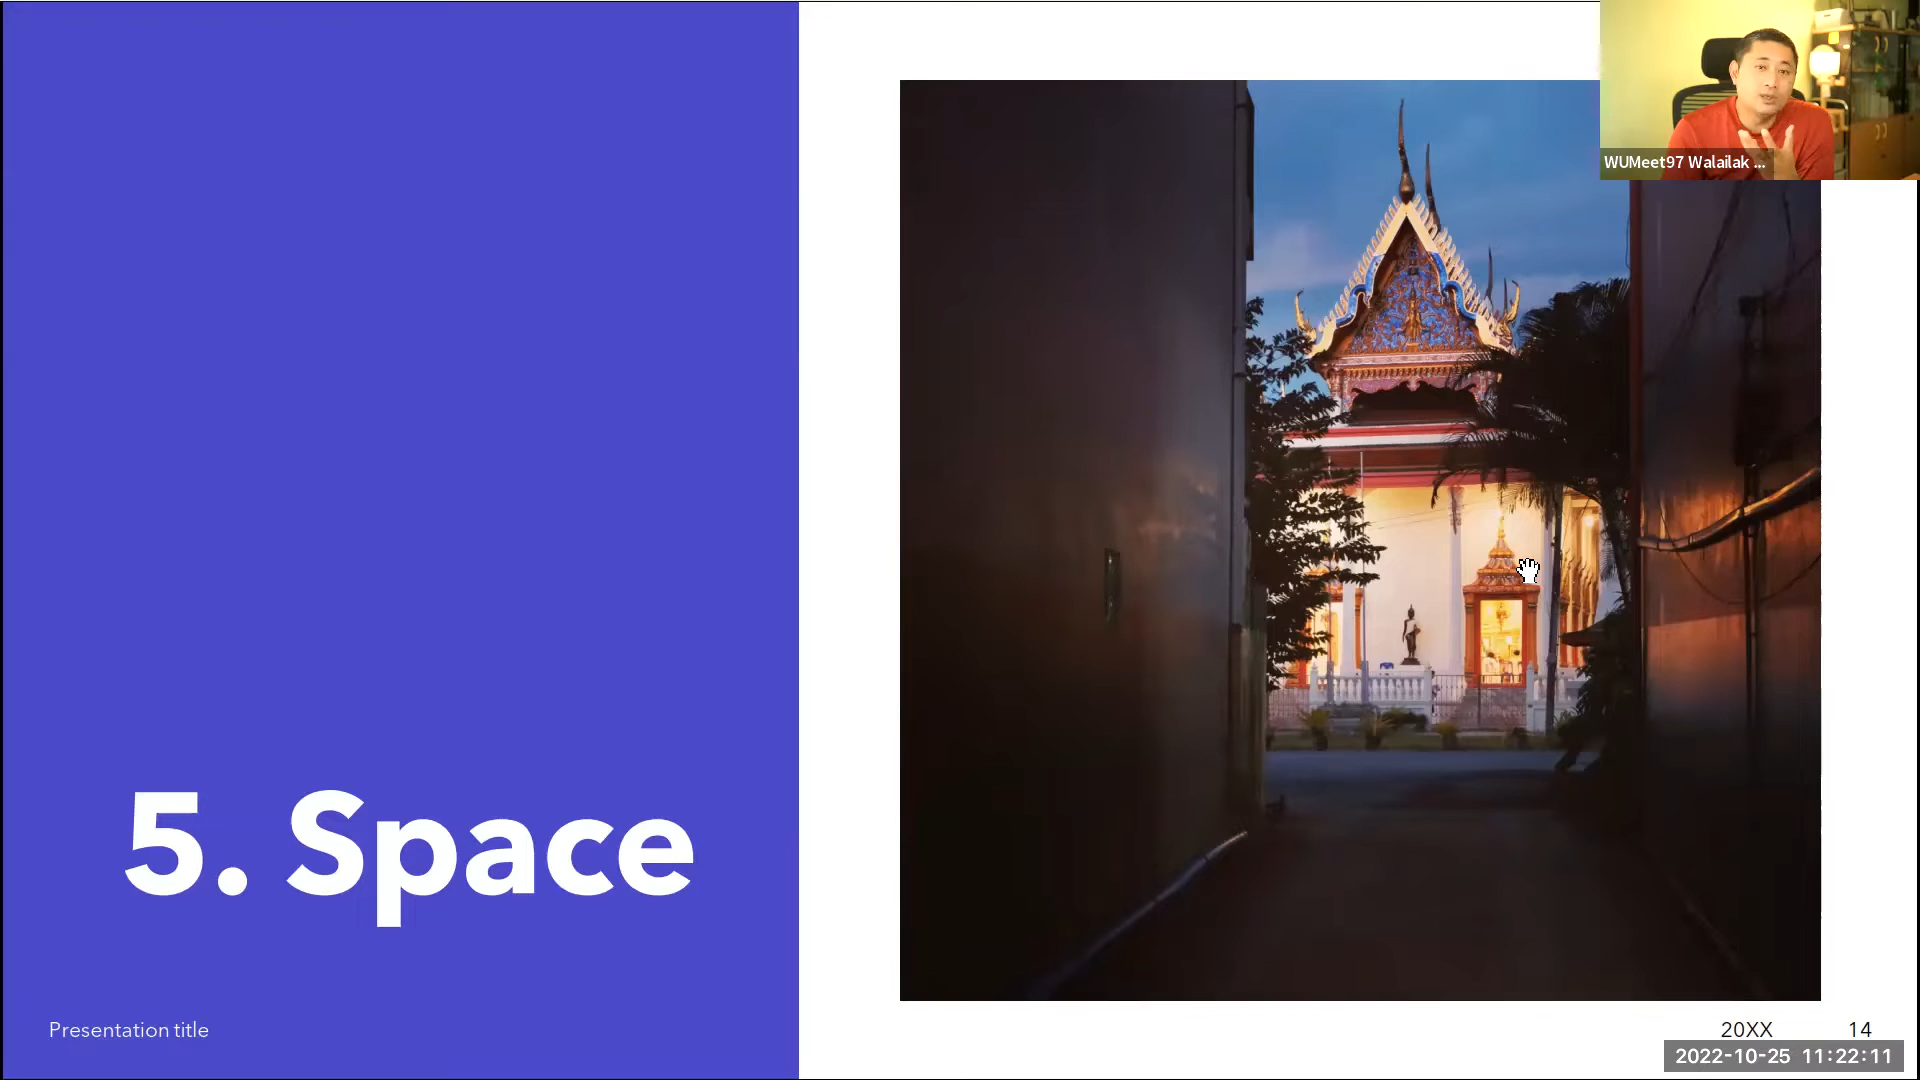 WUMeet97 Walailak ...
5. Space
Presentation title
20XX
14
2022-10-25 11:22:11